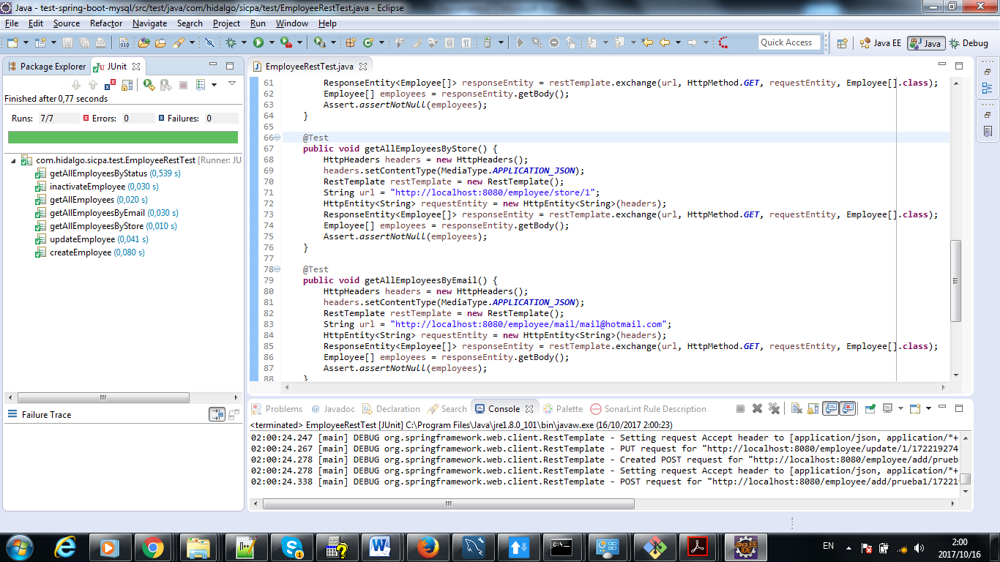 Java - test-spring-boot-mysql/src/test/java/com/hidalgo/sicpa/test/EmployeeRestTest.java - Eclipse
File Edit Source Refactor Navigate Search Project Run Window Help
Quick Access Java EE Java Debug
Package Explorer JUnit
Finished after 0,77 seconds
Runs: 7/7 Errors: 0 Failures: 0
com.hidalgo.sicpa.test.EmployeeRestTest [Runner: JU
getAllEmployeesByStatus (0,539 s)
inactivateEmployee (0,030 s)
getAllEmployees (0,020 s)
getAllEmployeesByEmail (0,030 s)
getAllEmployeesByStore (0,010 s)
updateEmployee (0,041 s)
createEmployee (0,080 s)
Failure Trace
EmployeeRestTest.java
61 ResponseEntity<Employee[]> responseEntity = restTemplate.exchange(url, HttpMethod.GET, requestEntity, Employee[].class);
62 Employee[] employees = responseEntity.getBody();
63 Assert.assertNotNull(employees);
64 }
65
66 @Test
67 public void getAllEmployeesByStore() {
68 HttpHeaders headers = new HttpHeaders();
69 headers.setContentType(MediaType.APPLICATION_JSON);
70 RestTemplate restTemplate = new RestTemplate();
71 String url = "http://localhost:8080/employee/store/1";
72 HttpEntity<String> requestEntity = new HttpEntity<String>(headers);
73 ResponseEntity<Employee[]> responseEntity = restTemplate.exchange(url, HttpMethod.GET, requestEntity, Employee[].class);
74 Employee[] employees = responseEntity.getBody();
75 Assert.assertNotNull(employees);
76 }
77
78 @Test
79 public void getAllEmployeesByEmail() {
80 HttpHeaders headers = new HttpHeaders();
81 headers.setContentType(MediaType.APPLICATION_JSON);
82 RestTemplate restTemplate = new RestTemplate();
83 String url = "http://localhost:8080/employee/mail/mail@hotmail.com";
84 HttpEntity<String> requestEntity = new HttpEntity<String>(headers);
85 ResponseEntity<Employee[]> responseEntity = restTemplate.exchange(url, HttpMethod.GET, requestEntity, Employee[].class);
86 Employee[] employees = responseEntity.getBody();
87 Assert.assertNotNull(employees);
88 }
Problems Javadoc Declaration Search Console Palette SonarLint Rule Description
<terminated> EmployeeRestTest [JUnit] C:\Program Files\Java\jre1.8.0_101\bin\javaw.exe (16/10/2017 2:00:23)
02:00:24.247 [main] DEBUG org.springframework.web.client.RestTemplate - Setting request Accept header to [application/json, application/*+
02:00:24.267 [main] DEBUG org.springframework.web.client.RestTemplate - PUT request for "http://localhost:8080/employee/update/1/172219274
02:00:24.278 [main] DEBUG org.springframework.web.client.RestTemplate - Created POST request for "http://localhost:8080/employee/add/prueb
02:00:24.278 [main] DEBUG org.springframework.web.client.RestTemplate - Setting request Accept header to [application/json, application/*+
02:00:24.338 [main] DEBUG org.springframework.web.client.RestTemplate - POST request for "http://localhost:8080/employee/add/prueba1/17221
EN
2:00
2017/10/16